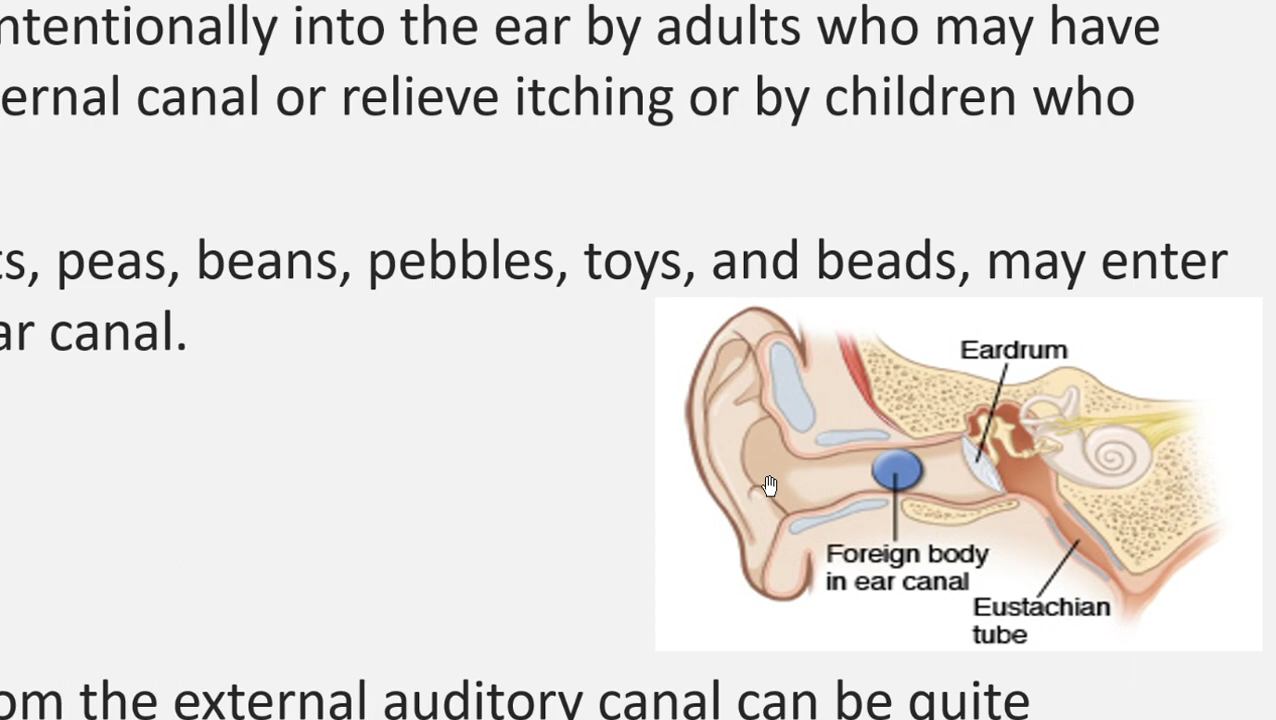 ntentionally into the ear by adults who may have
ernal canal or relieve itching or by children who
ts, peas, beans, pebbles, toys, and beads, may enter
ar canal.
Eardrum
Foreign body
in ear canal
Eustachian
tube
om the external auditory canal can be quite